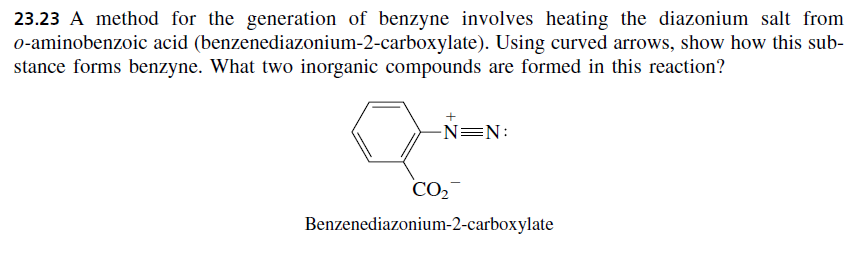 23.23 A method for the generation of benzyne involves heating the diazonium salt from
o-aminobenzoic acid (benzenediazonium-2-carboxylate). Using curved arrows, show how this sub-
stance forms benzyne. What two inorganic compounds are formed in this reaction?
+
N≡N:
CO₂⁻
Benzenediazonium-2-carboxylate